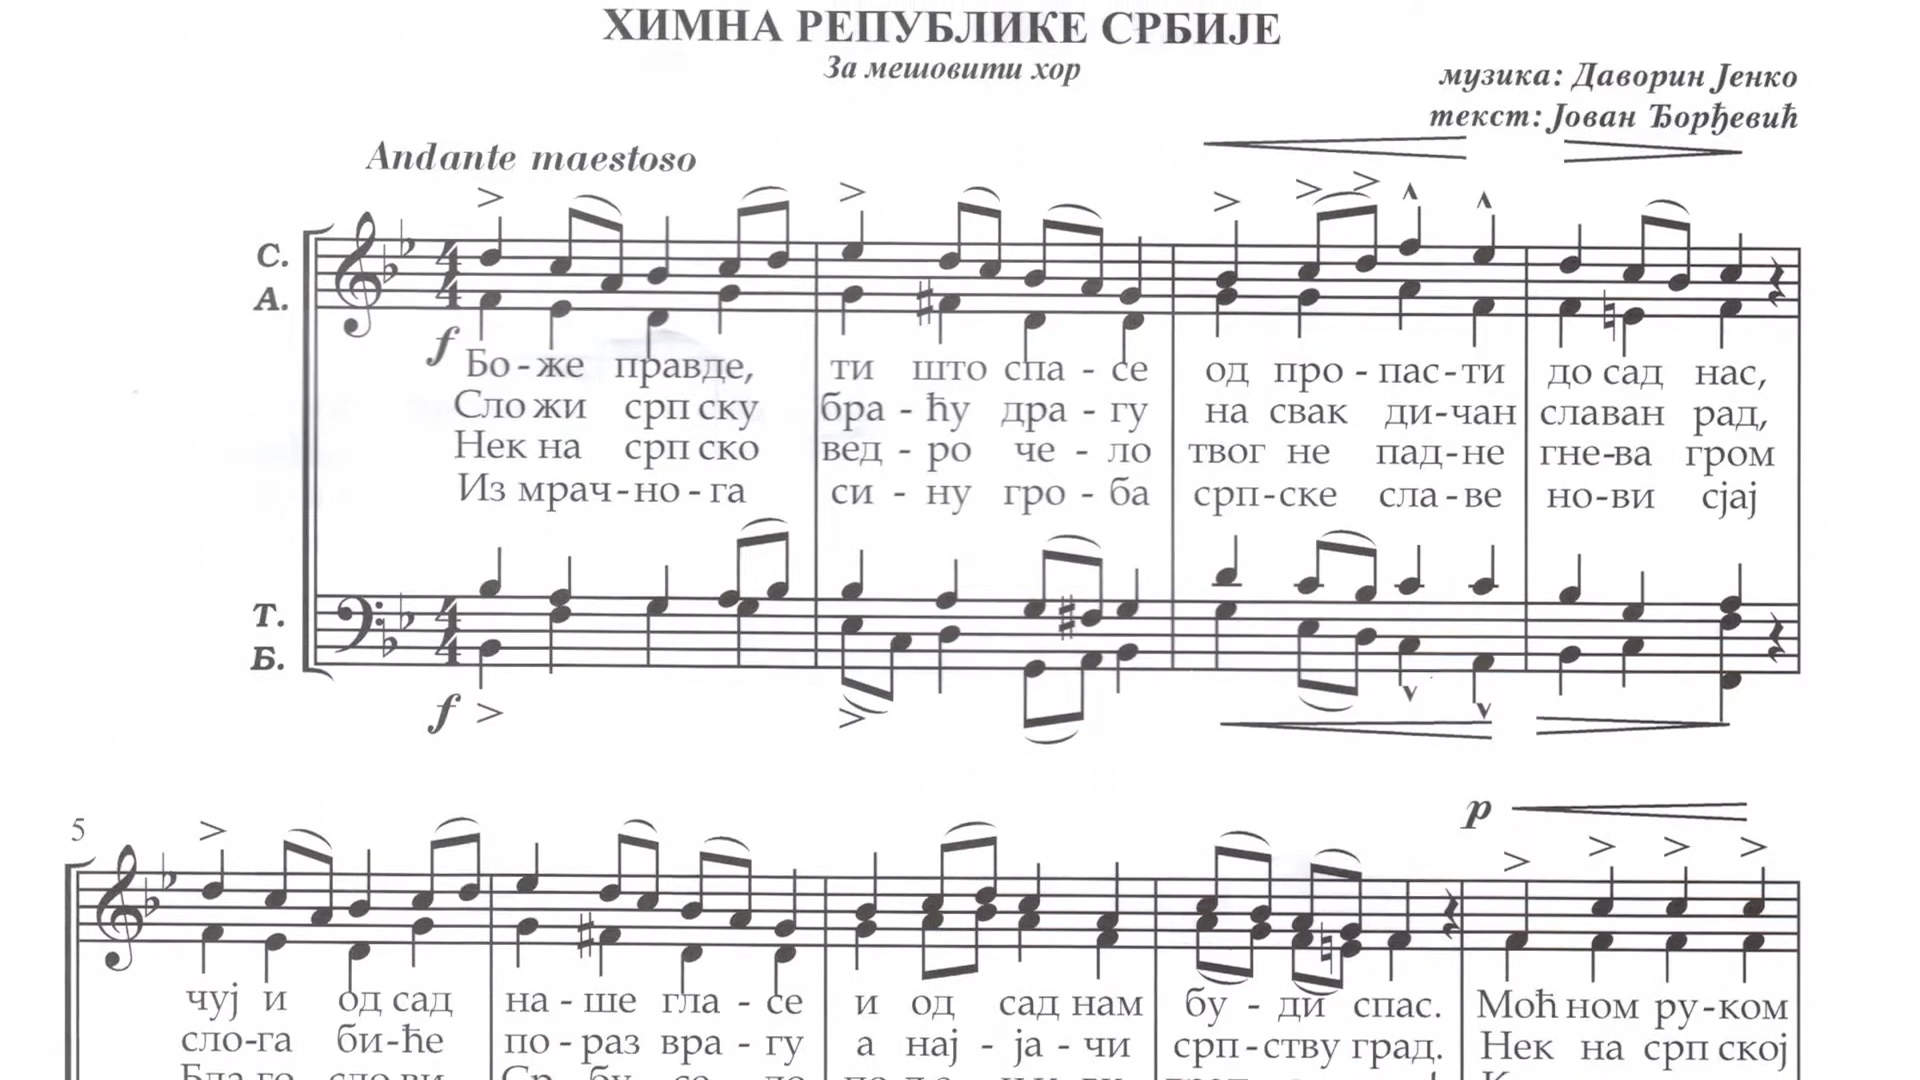 ХИМНА РЕПУБЛИКЕ СРБИЈЕ
За мешовити хор
музика: Даворин Јенко
текст: Јован Ђорђевић
Andante maestoso
С.
А.
f
Бо-же правде, ти што спа - се од про - пас-ти до сад нас,
Сло жи срп ску бра - ћу дра - гу на свак ди-чан славан рад,
Нек на срп ско вед - ро че - ло твог не пад-не гне-ва гром
Из мрач-но-га си - ну гро - ба срп-ске сла-ве но-ви сјај
Т.
Б.
f
5
p
чуј и од сад на - ше гла - се и од сад нам бу - ди спас. Моћ ном ру-ком
сло-га би-ће по - раз вра - гу а нај - ја - чи срп-ству град. Нек на срп ској